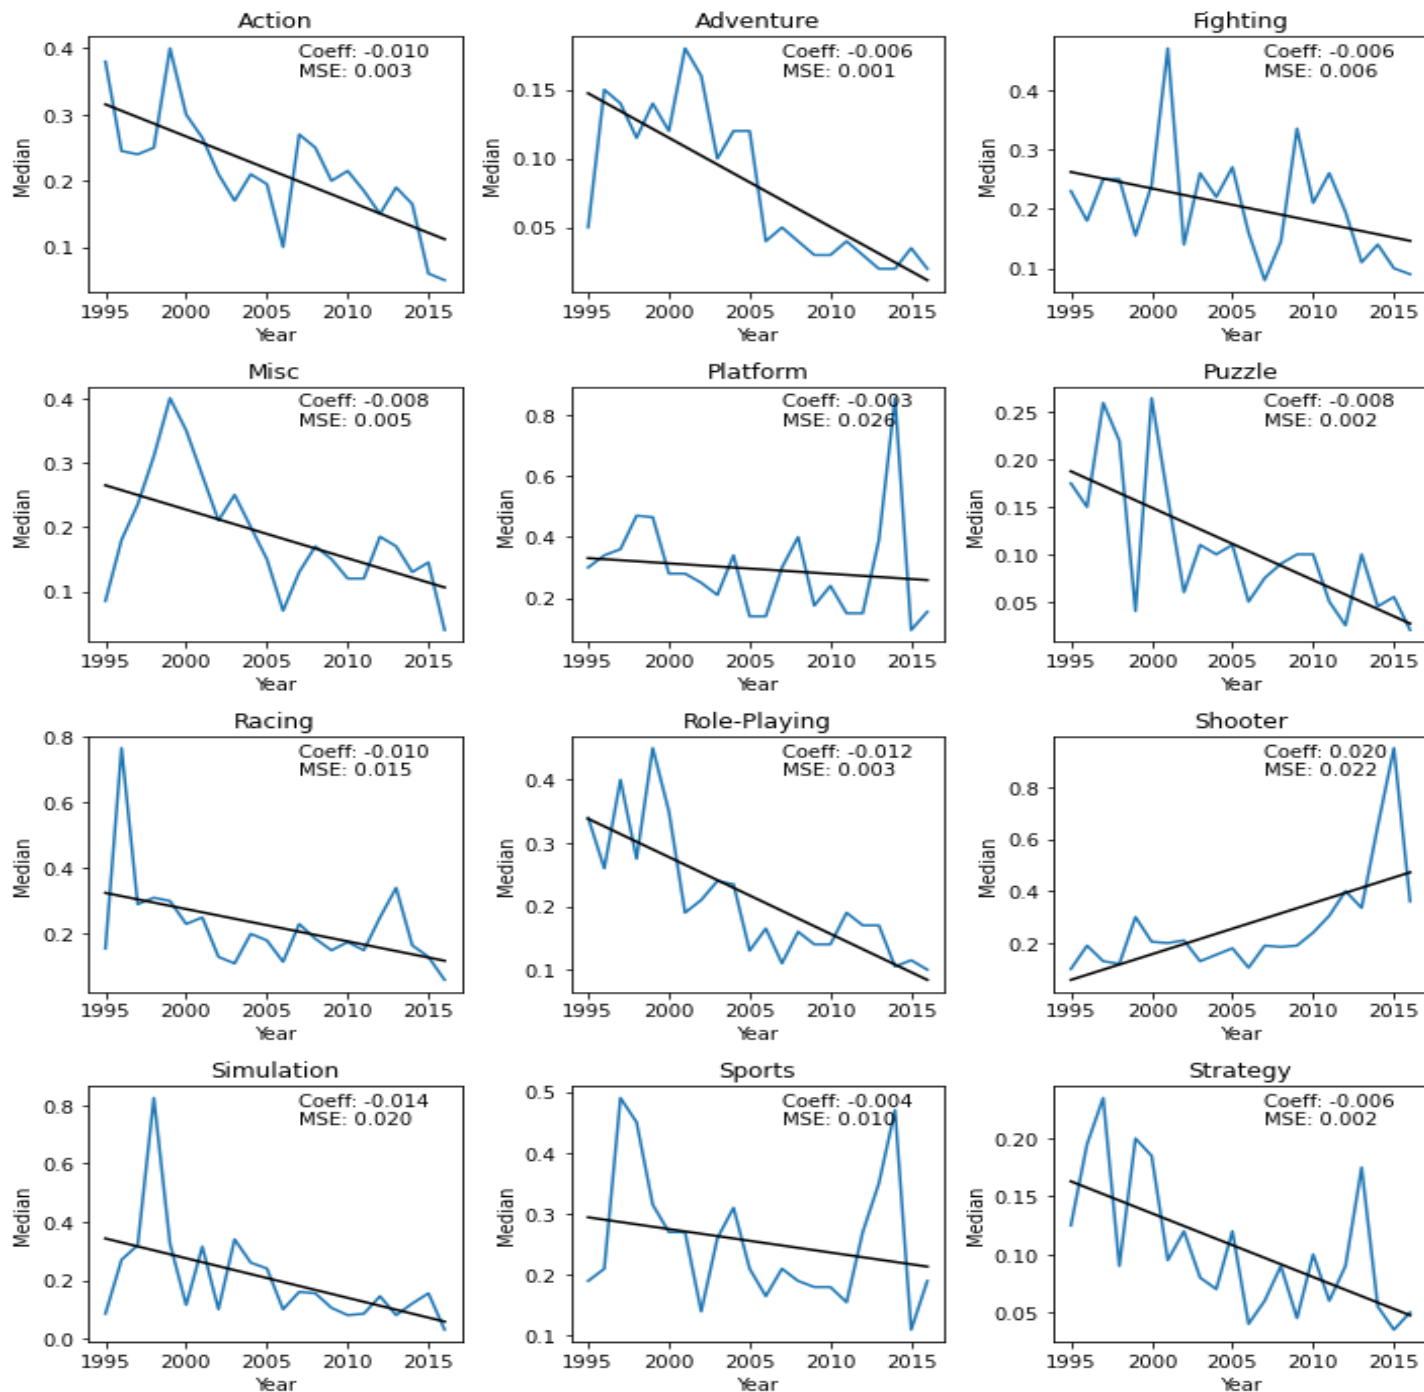 Action
Coeff: -0.010
MSE: 0.003
0.4
0.3
0.2
0.1
Median
1995 2000 2005 2010 2015
Year
Adventure
Coeff: -0.006
MSE: 0.001
0.15
0.10
0.05
Median
1995 2000 2005 2010 2015
Year
Fighting
Coeff: -0.006
MSE: 0.006
0.4
0.3
0.2
0.1
Median
1995 2000 2005 2010 2015
Year
Misc
Coeff: -0.008
MSE: 0.005
0.4
0.3
0.2
0.1
Median
1995 2000 2005 2010 2015
Year
Platform
Coeff: -0.003
MSE: 0.026
0.8
0.6
0.4
0.2
Median
1995 2000 2005 2010 2015
Year
Puzzle
Coeff: -0.008
MSE: 0.002
0.25
0.20
0.15
0.10
0.05
Median
1995 2000 2005 2010 2015
Year
Racing
Coeff: -0.010
MSE: 0.015
0.8
0.6
0.4
0.2
Median
1995 2000 2005 2010 2015
Year
Role-Playing
Coeff: -0.012
MSE: 0.003
0.4
0.3
0.2
0.1
Median
1995 2000 2005 2010 2015
Year
Shooter
Coeff: 0.020
MSE: 0.022
0.8
0.6
0.4
0.2
Median
1995 2000 2005 2010 2015
Year
Simulation
Coeff: -0.014
MSE: 0.020
0.8
0.6
0.4
0.2
0.0
Median
1995 2000 2005 2010 2015
Year
Sports
Coeff: -0.004
MSE: 0.010
0.5
0.4
0.3
0.2
0.1
Median
1995 2000 2005 2010 2015
Year
Strategy
Coeff: -0.006
MSE: 0.002
0.20
0.15
0.10
0.05
Median
1995 2000 2005 2010 2015
Year